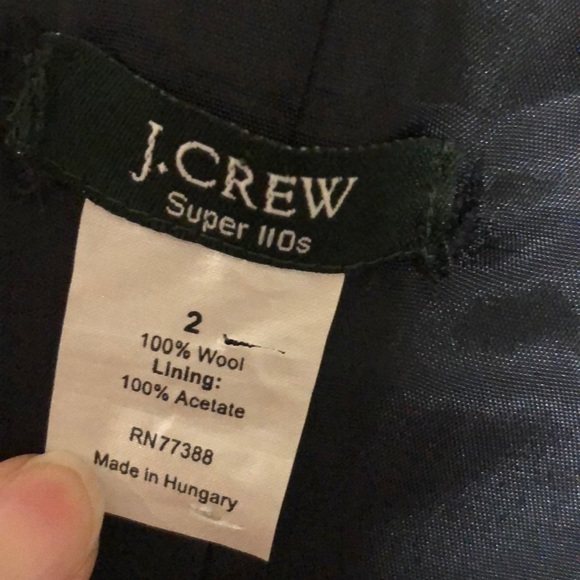 J.CREW
Super 110s
2
100% Wool
Lining:
100% Acetate
RN77388
Made in Hungary